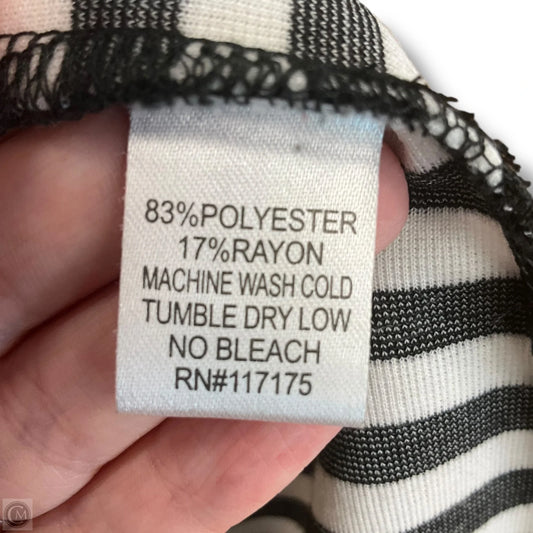 83%POLYESTER
17%RAYON
MACHINE WASH COLD
TUMBLE DRY LOW
NO BLEACH
RN#117175